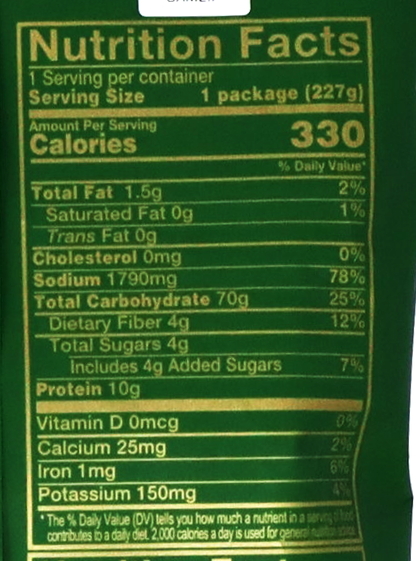 Nutrition Facts
1 Serving per container
Serving Size 1 package (227g)
Amount Per Serving
Calories 330
% Daily Value*
Total Fat 1.5g 2%
Saturated Fat 0g 1%
Trans Fat 0g
Cholesterol 0mg 0%
Sodium 1790mg 78%
Total Carbohydrate 70g 25%
Dietary Fiber 4g 12%
Total Sugars 4g
Includes 4g Added Sugars 7%
Protein 10g
Vitamin D 0mcg 0%
Calcium 25mg 2%
Iron 1mg 6%
Potassium 150mg 4%
* The % Daily Value (DV) tells you how much a nutrient in a serving of food
contributes to a daily diet. 2,000 calories a day is used for general nutrition advice.